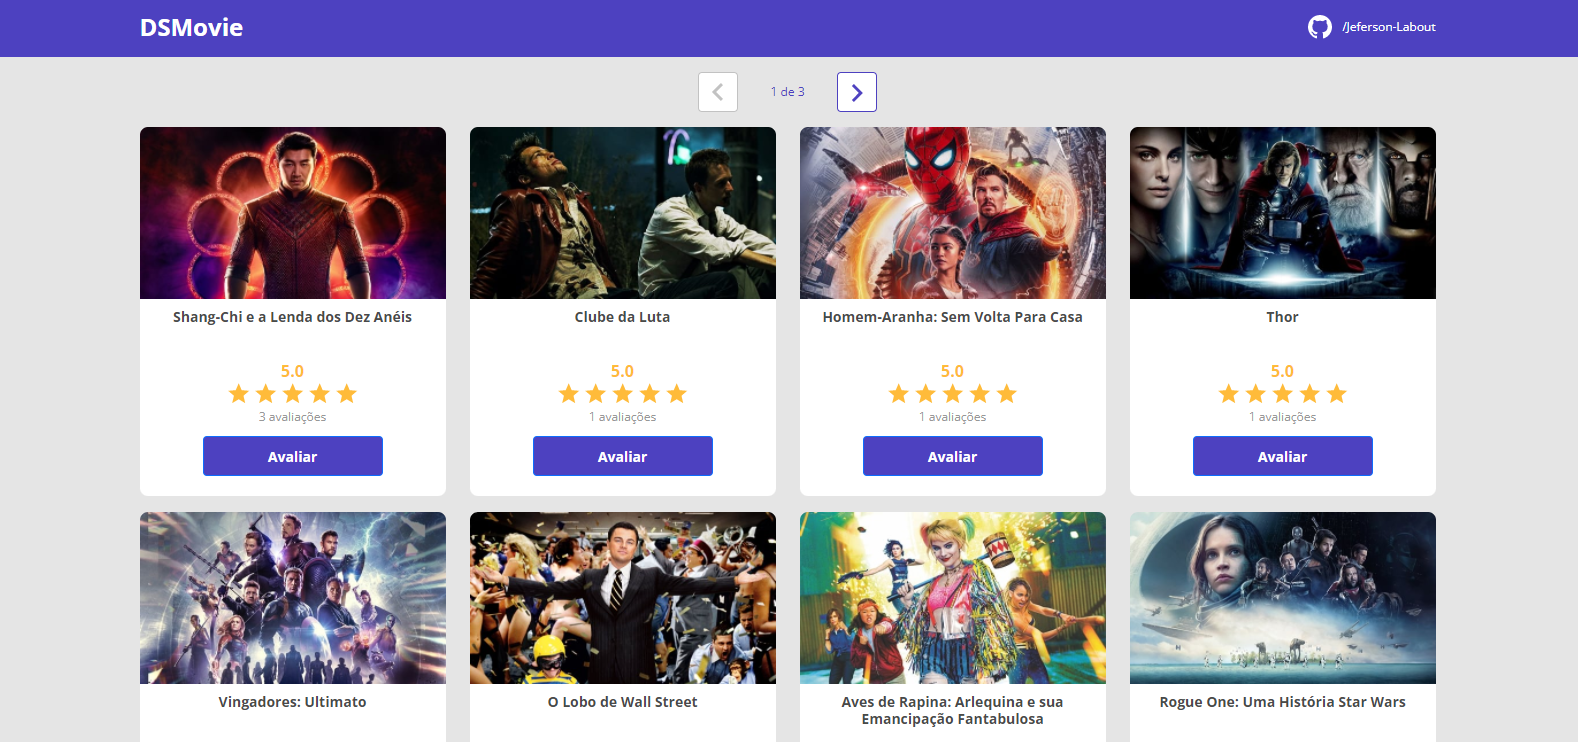 DSMovie
/Jeferson-Labout
1 de 3
Shang-Chi e a Lenda dos Dez Anéis
Clube da Luta
Homem-Aranha: Sem Volta Para Casa
Thor
5.0
5.0
5.0
5.0
3 avaliações
1 avaliações
1 avaliações
1 avaliações
Avaliar
Avaliar
Avaliar
Avaliar
Vingadores: Ultimato
O Lobo de Wall Street
Aves de Rapina: Arlequina e sua
Emancipação Fantabulosa
Rogue One: Uma História Star Wars